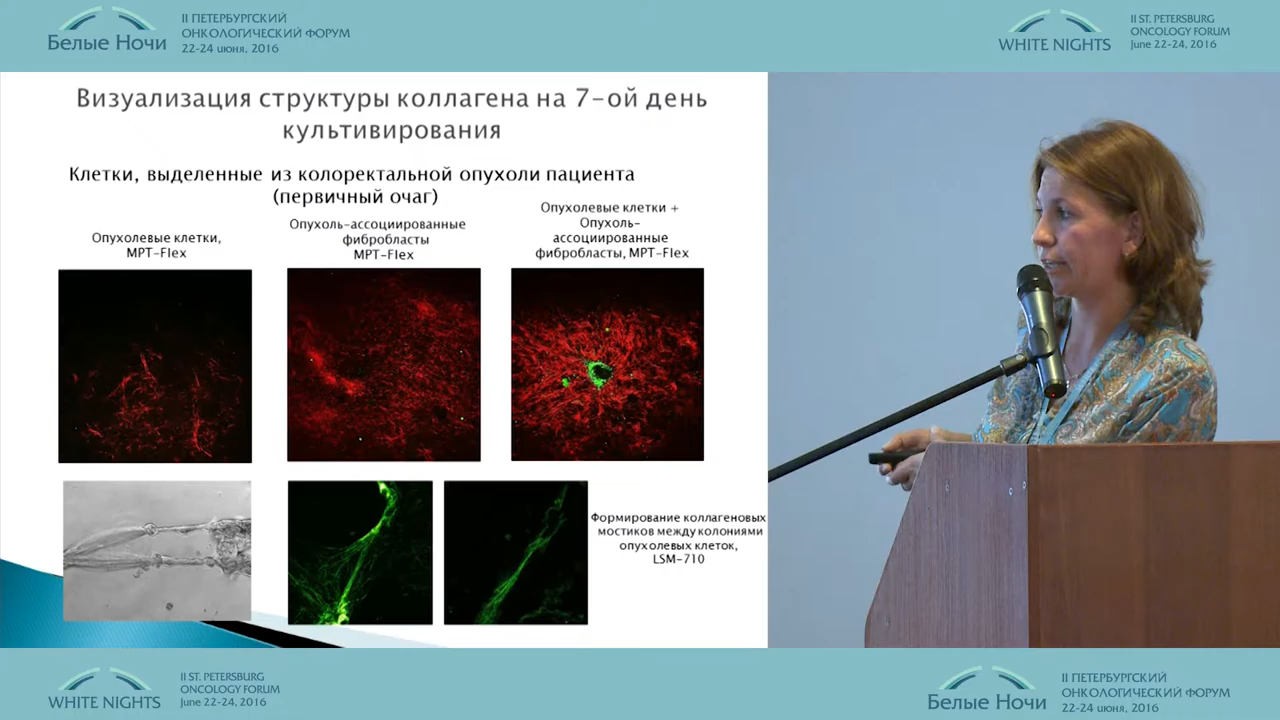 Белые Ночи
II ПЕТЕРБУРГСКИЙ
ОНКОЛОГИЧЕСКИЙ ФОРУМ
22-24 июня, 2016
WHITE NIGHTS
II ST. PETERSBURG
ONCOLOGY FORUM
June 22-24, 2016
Визуализация структуры коллагена на 7-ой день
культивирования
Клетки, выделенные из колоректальной опухоли пациента
(первичный очаг)
Опухолевые клетки,
MPT-Flex
Опухоль-ассоциированные
фибробласты
MPT-Flex
Опухолевые клетки +
Опухоль-
ассоциированные
фибробласты, MPT-Flex
Формирование коллагеновых
мостиков между колониями
опухолевых клеток,
LSM-710
WHITE NIGHTS
II ST. PETERSBURG
ONCOLOGY FORUM
June 22-24, 2016
Белые Ночи
II ПЕТЕРБУРГСКИЙ
ОНКОЛОГИЧЕСКИЙ ФОРУМ
22-24 июня, 2016